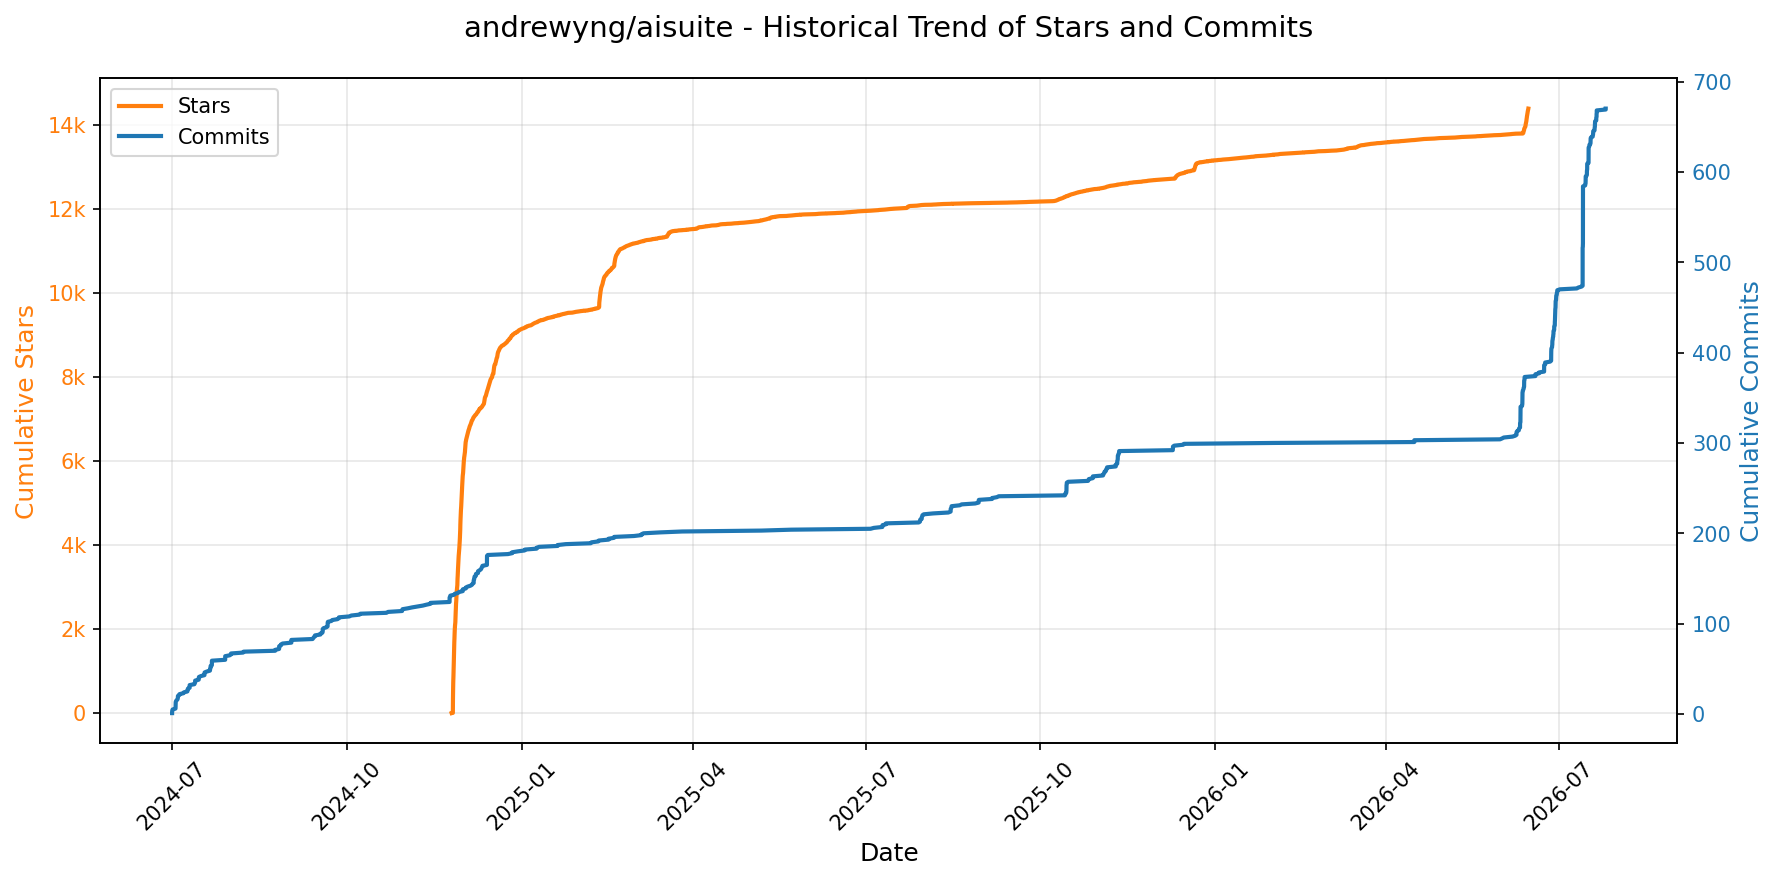 andrewyng/aisuite - Historical Trend of Stars and Commits
Stars
Commits
Cumulative Stars
14k
12k
10k
8k
6k
4k
2k
0
700
600
500
400
300
200
100
0
Cumulative Commits
2024-07
2024-10
2025-01
2025-04
2025-07
2025-10
2026-01
2026-04
2026-07
Date